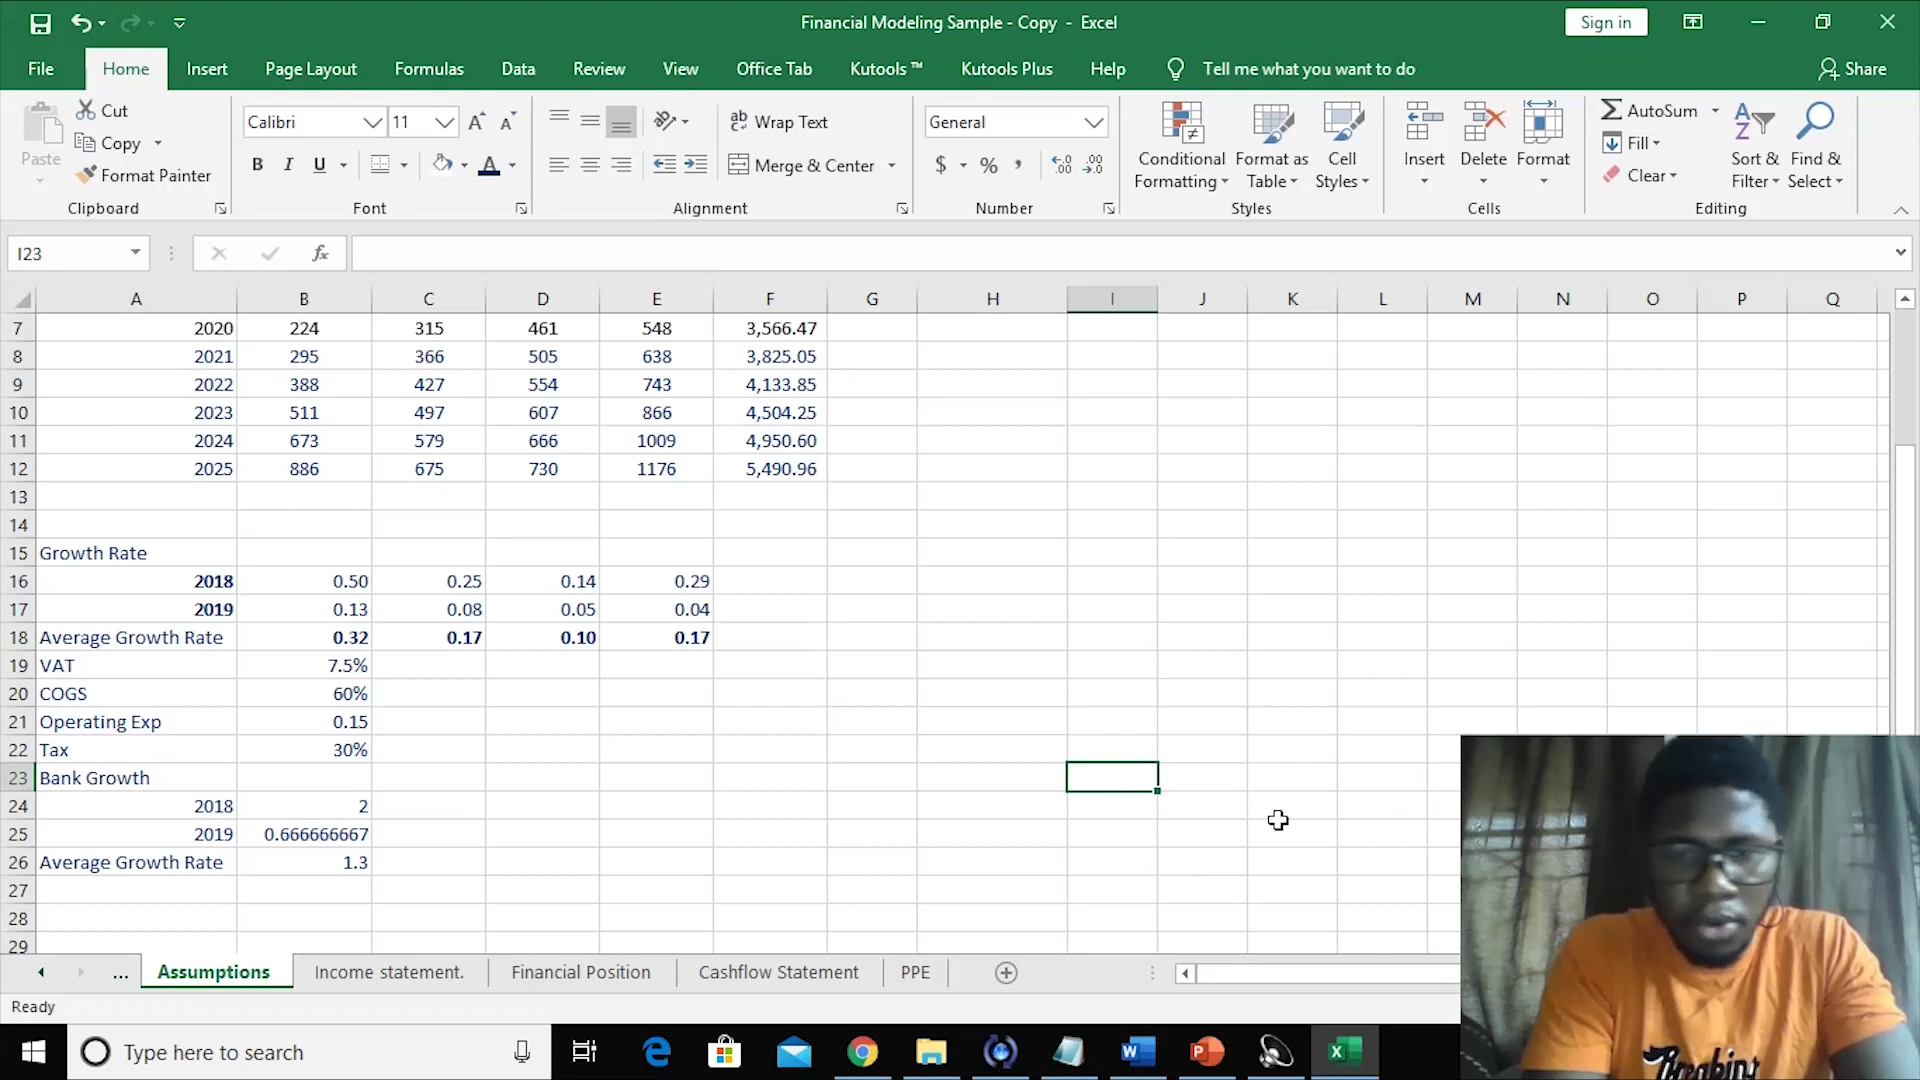 Financial Modeling Sample - Copy - Excel
Sign in
File Home Insert Page Layout Formulas Data Review View Office Tab Kutools ™ Kutools Plus Help Tell me what you want to do Share
Paste
Cut
Copy
Format Painter
Clipboard
Calibri 11
B I U
Font
Wrap Text
Merge & Center
Alignment
General
$ % ,
Number
Conditional Formatting
Format as Table
Cell Styles
Styles
Insert Delete Format
Cells
AutoSum
Fill
Clear
Sort & Filter
Find & Select
Editing
I23
fx
A B C D E F G H I J K L M N O P Q
7 2020 224 315 461 548 3,566.47
8 2021 295 366 505 638 3,825.05
9 2022 388 427 554 743 4,133.85
10 2023 511 497 607 866 4,504.25
11 2024 673 579 666 1009 4,950.60
12 2025 886 675 730 1176 5,490.96
13
14
15 Growth Rate
16 2018 0.50 0.25 0.14 0.29
17 2019 0.13 0.08 0.05 0.04
18 Average Growth Rate 0.32 0.17 0.10 0.17
19 VAT 7.5%
20 COGS 60%
21 Operating Exp 0.15
22 Tax 30%
23 Bank Growth
24 2018 2
25 2019 0.666666667
26 Average Growth Rate 1.3
27
28
29
... Assumptions Income statement. Financial Position Cashflow Statement PPE
Ready
Type here to search
Breaking